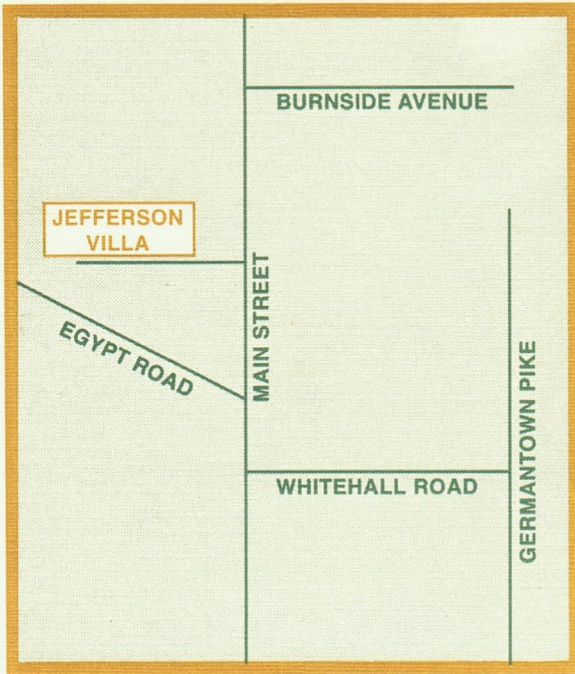 BURNSIDE AVENUE
JEFFERSON
VILLA
MAIN STREET
EGYPT ROAD
WHITEHALL ROAD
GERMANTOWN PIKE